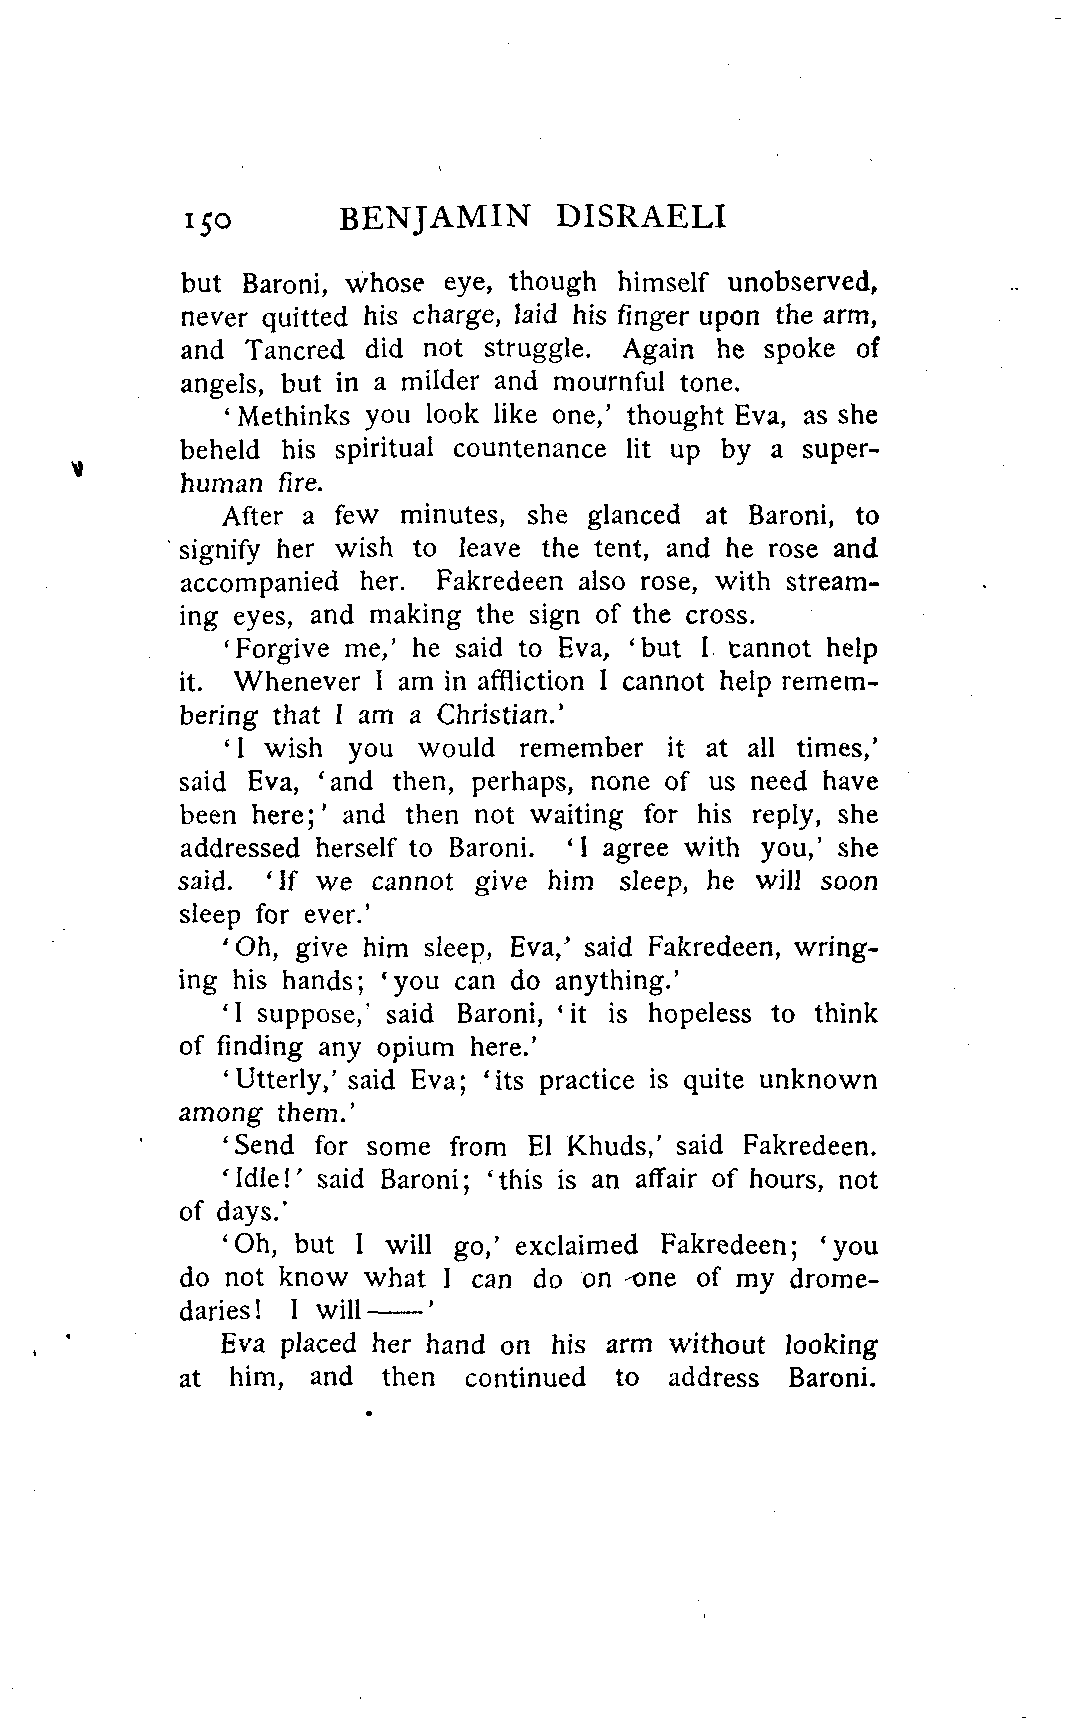 150 BENJAMIN DISRAELI
but Baroni, whose eye, though himself unobserved,
never quitted his charge, laid his finger upon the arm,
and Tancred did not struggle. Again he spoke of
angels, but in a milder and mournful tone.
‘Methinks you look like one,’ thought Eva, as she
beheld his spiritual countenance lit up by a super-
human fire.
After a few minutes, she glanced at Baroni, to
signify her wish to leave the tent, and he rose and
accompanied her. Fakredeen also rose, with stream-
ing eyes, and making the sign of the cross.
‘Forgive me,’ he said to Eva, ‘but I cannot help
it. Whenever I am in affliction I cannot help remem-
bering that I am a Christian.’
‘I wish you would remember it at all times,’
said Eva, ‘and then, perhaps, none of us need have
been here;’ and then not waiting for his reply, she
addressed herself to Baroni. ‘I agree with you,’ she
said. ‘If we cannot give him sleep, he will soon
sleep for ever.’
‘Oh, give him sleep, Eva,’ said Fakredeen, wring-
ing his hands; ‘you can do anything.’
‘I suppose,’ said Baroni, ‘it is hopeless to think
of finding any opium here.’
‘Utterly,’ said Eva; ‘its practice is quite unknown
among them.’
‘Send for some from El Khuds,’ said Fakredeen.
‘Idle!’ said Baroni; ‘this is an affair of hours, not
of days.’
‘Oh, but I will go,’ exclaimed Fakredeen; ‘you
do not know what I can do on one of my drome-
daries! I will——’
Eva placed her hand on his arm without looking
at him, and then continued to address Baroni.